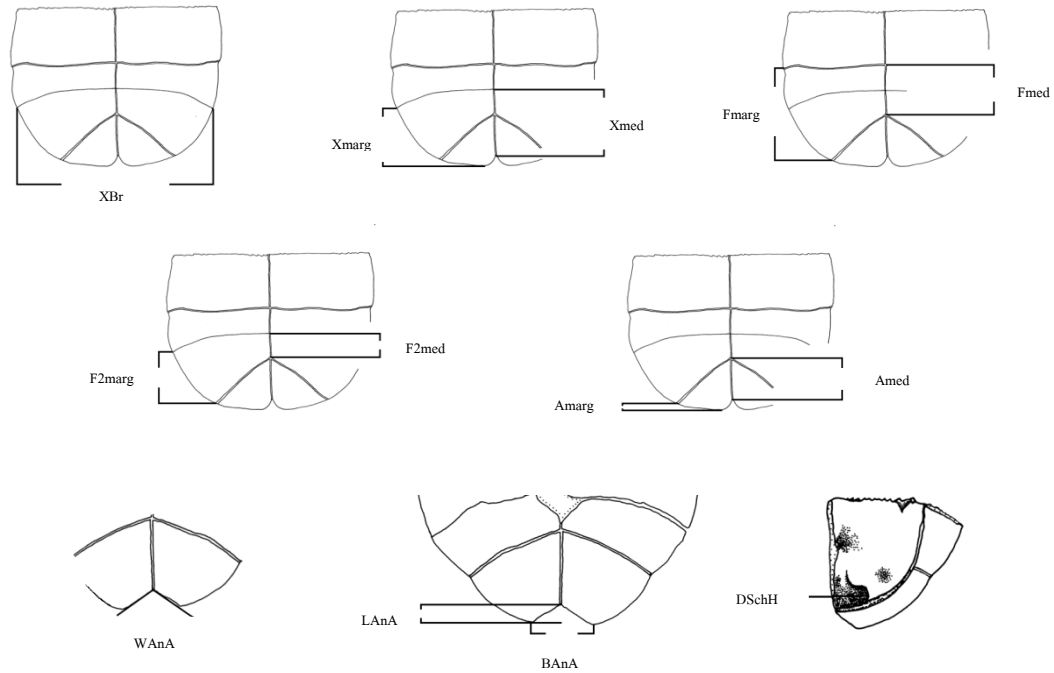 XBr
Xmarg
Xmed
Fmarg
Fmed
F2marg
F2med
Amarg
Amed
WAnA
LAnA
BAnA
DSchH